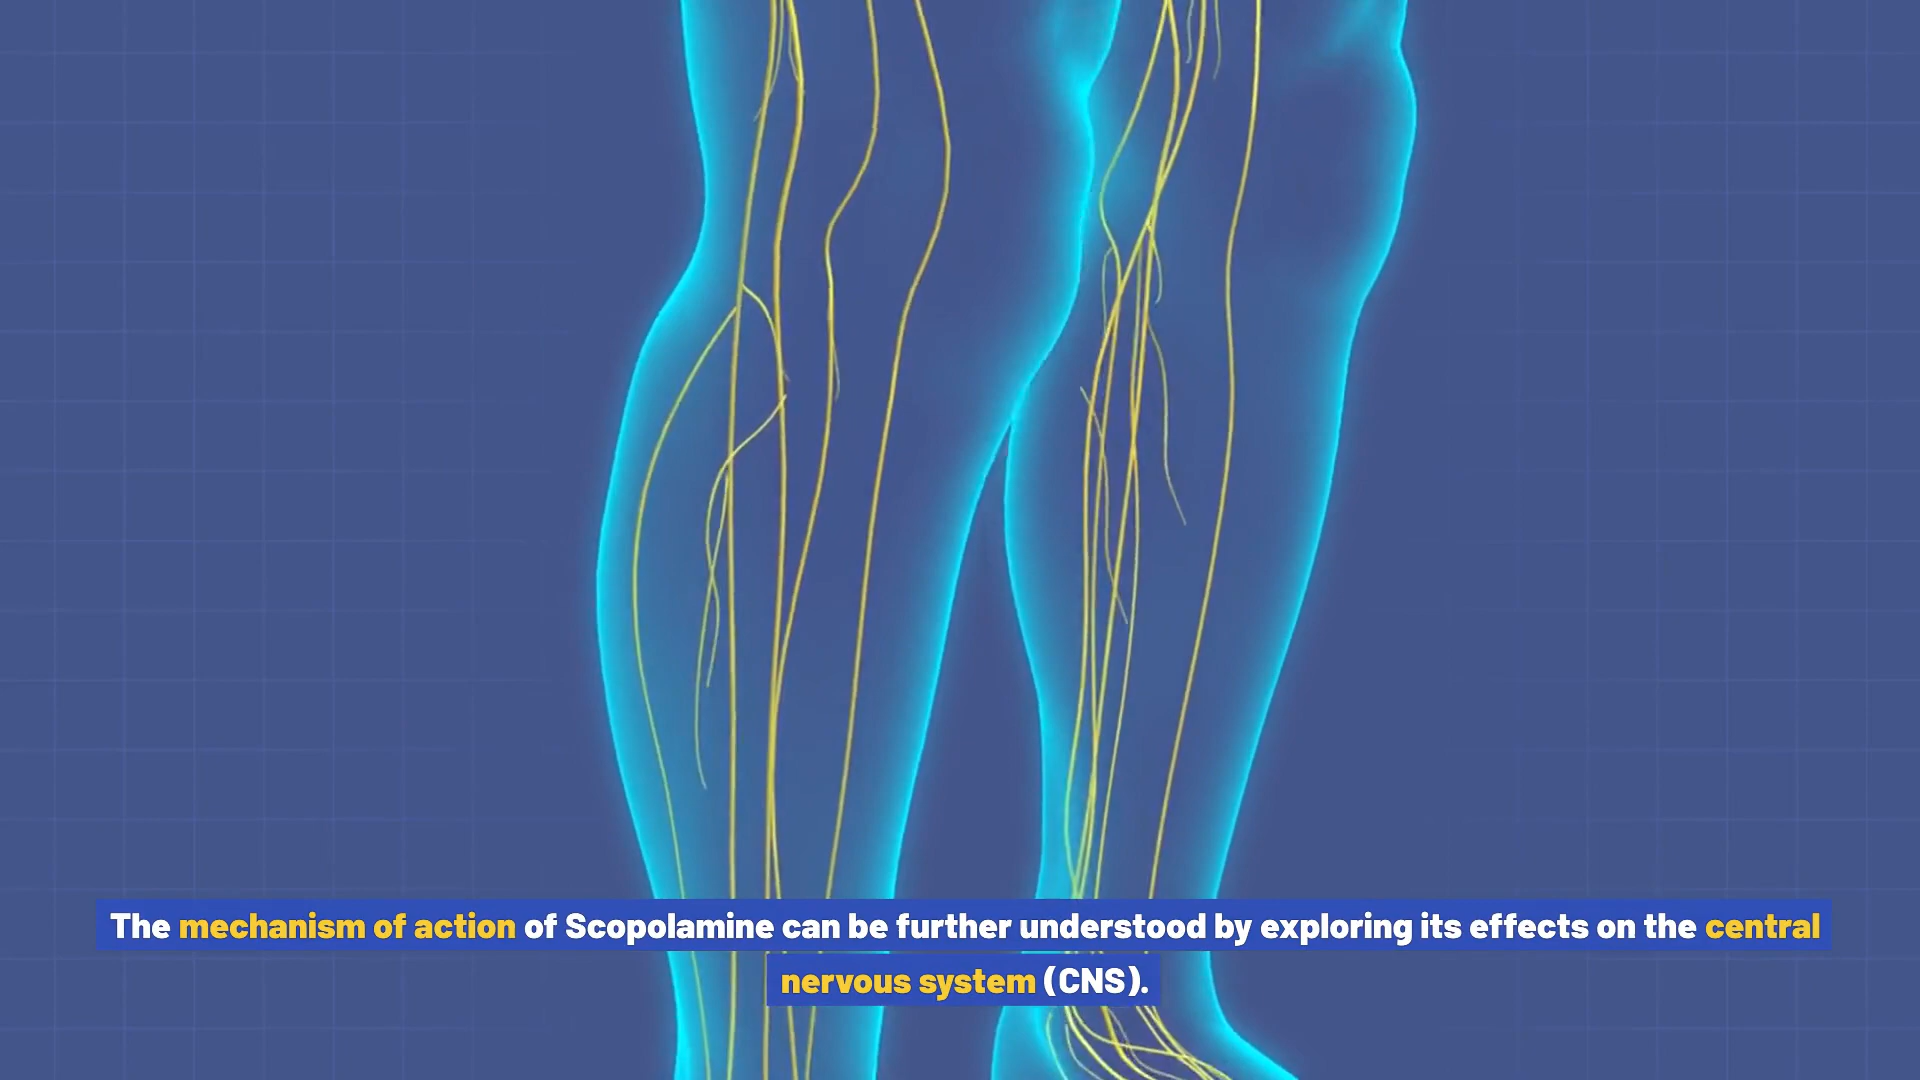 The mechanism of action of Scopolamine can be further understood by exploring its effects on the central
nervous system (CNS).